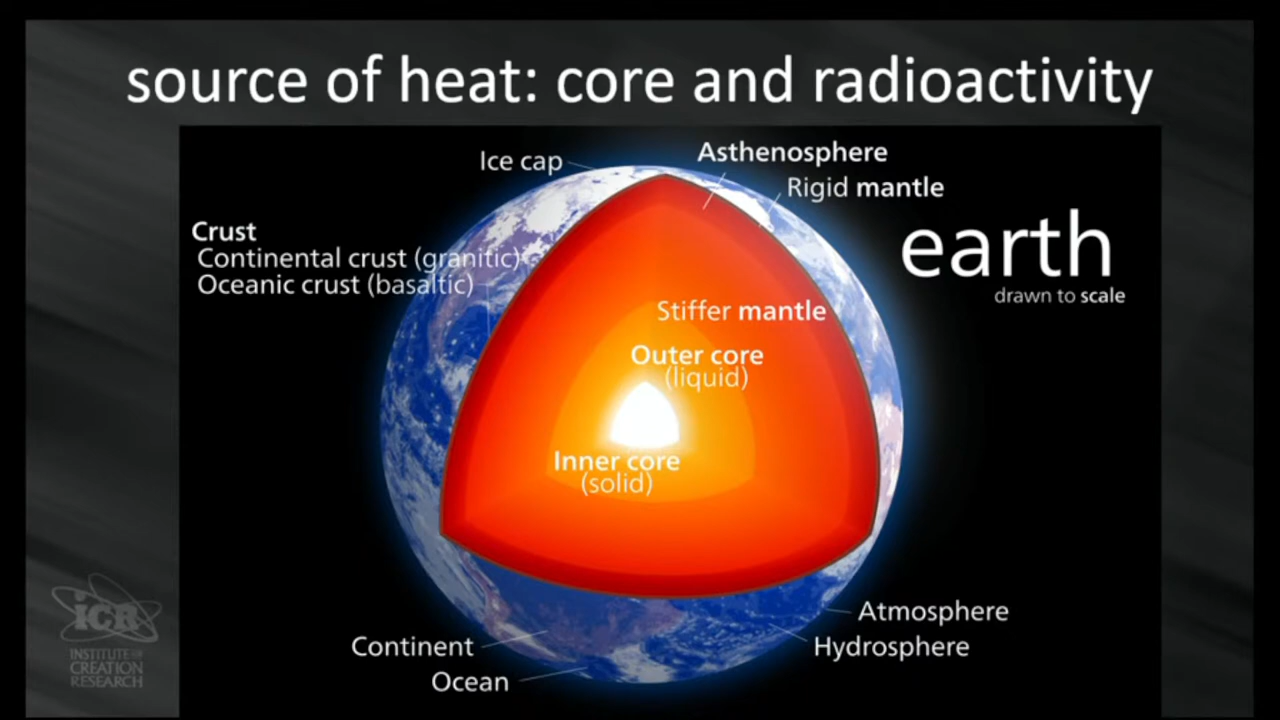 source of heat: core and radioactivity
Ice cap
Asthenosphere
Rigid mantle
Crust
Continental crust (granitic)
Oceanic crust (basaltic)
earth
drawn to scale
Stiffer mantle
Outer core
(liquid)
Inner core
(solid)
Atmosphere
Hydrosphere
Continent
Ocean
iCR
INSTITUTE FOR
CREATION
RESEARCH